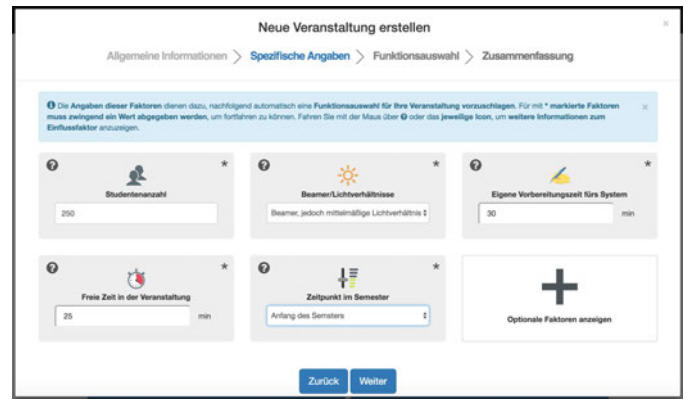 Neue Veranstaltung erstellen
×
Allgemeine Informationen > Spezifische Angaben > Funktionsauswahl > Zusammenfassung
Die Angaben dieser Faktoren dienen dazu, nachfolgend automatisch eine Funktionsauswahl für Ihre Veranstaltung vorzuschlagen. Für mit * markierte Faktoren
muss zwingend ein Wert abgegeben werden, um fortfahren zu können. Fahren Sie mit der Maus über ? oder das jeweilige Icon, um weitere Informationen zum
Einflussfaktor anzuzeigen.
×
? *
Studentenanzahl
250
? *
Beamer/Lichtverhältnisse
Beamer, jedoch mittelmäßige Lichtverhältnis
? *
Eigene Vorbereitungszeit fürs System
30 min
? *
Freie Zeit in der Veranstaltung
25 min
? *
Zeitpunkt im Semester
Anfang des Semsters
Optionale Faktoren anzeigen
Zurück Weiter